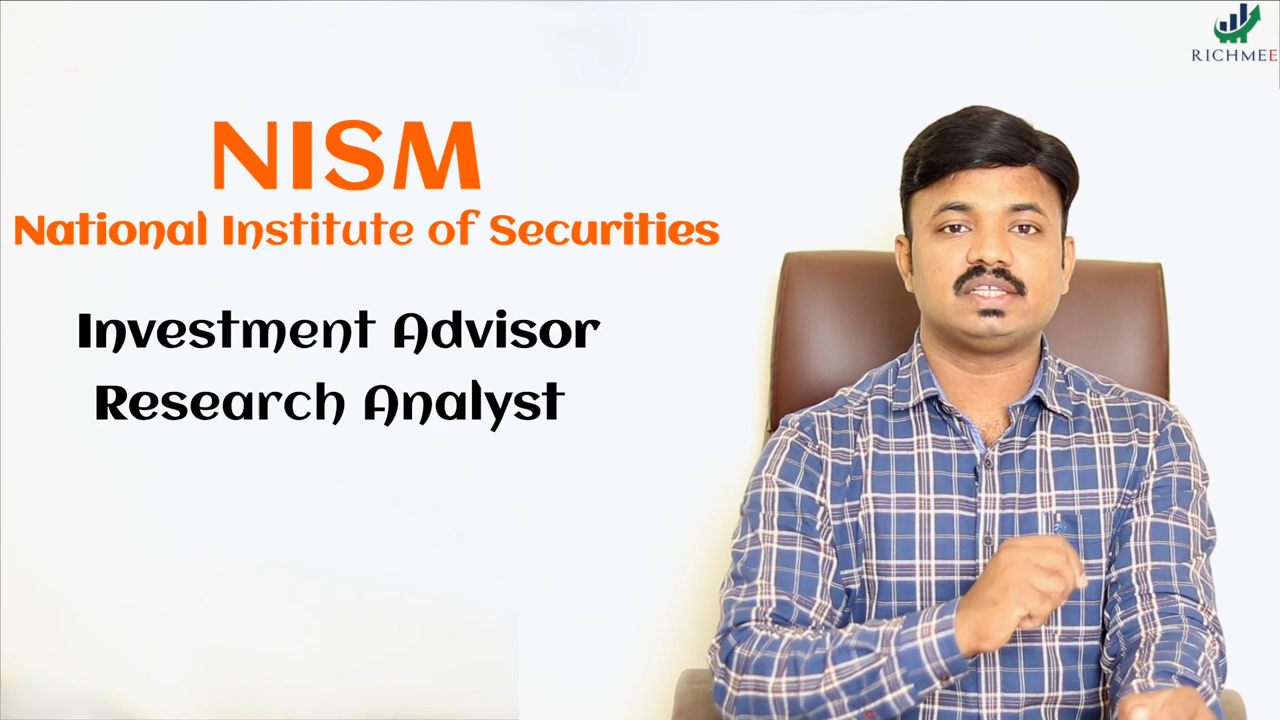 RICHMEE
NISM
National Institute of Securities
Investment Advisor
Research Analyst